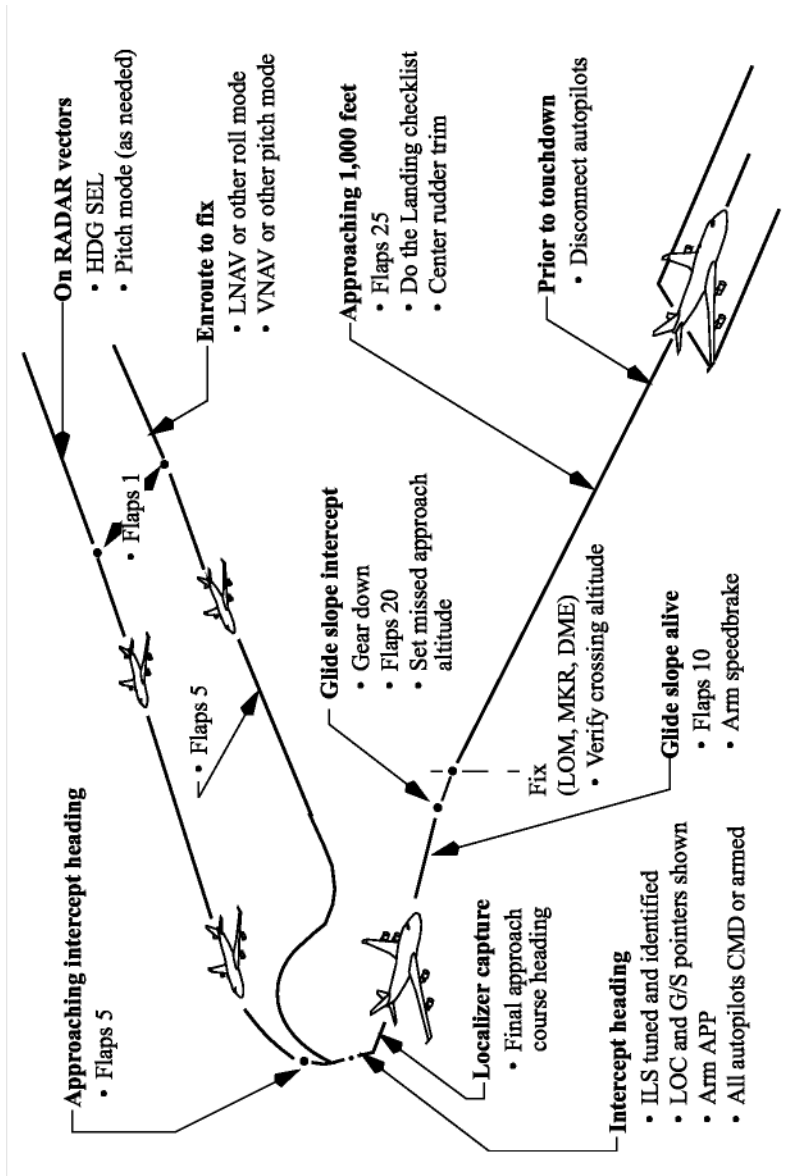 On RADAR vectors
• HDG SEL
• Pitch mode (as needed)
Enroute to fix
• LNAV or other roll mode
• VNAV or other pitch mode
• Flaps 1
Approaching intercept heading
• Flaps 5
• Flaps 5
Approaching 1,000 feet
• Flaps 25
• Do the Landing checklist
• Center rudder trim
Glide slope intercept
• Gear down
• Flaps 20
• Set missed approach
altitude
Prior to touchdown
• Disconnect autopilots
Fix
(LOM, MKR, DME)
• Verify crossing altitude
Localizer capture
• Final approach
course heading
Glide slope alive
• Flaps 10
• Arm speedbrake
Intercept heading
• ILS tuned and identified
• LOC and G/S pointers shown
• Arm APP
• All autopilots CMD or armed